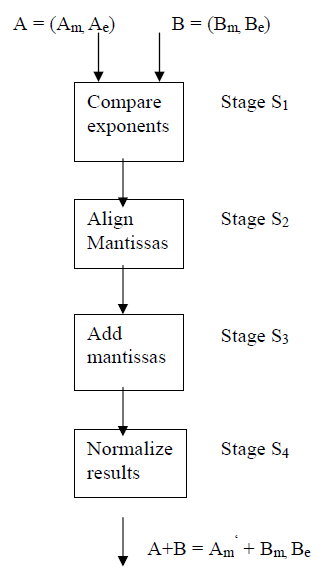 A = (Am, Ae) B = (Bm, Be)
Compare
exponents
Stage S1
Align
Mantissas
Stage S2
Add
mantissas
Stage S3
Normalize
results
Stage S4
A+B = Am‘ + Bm, Be